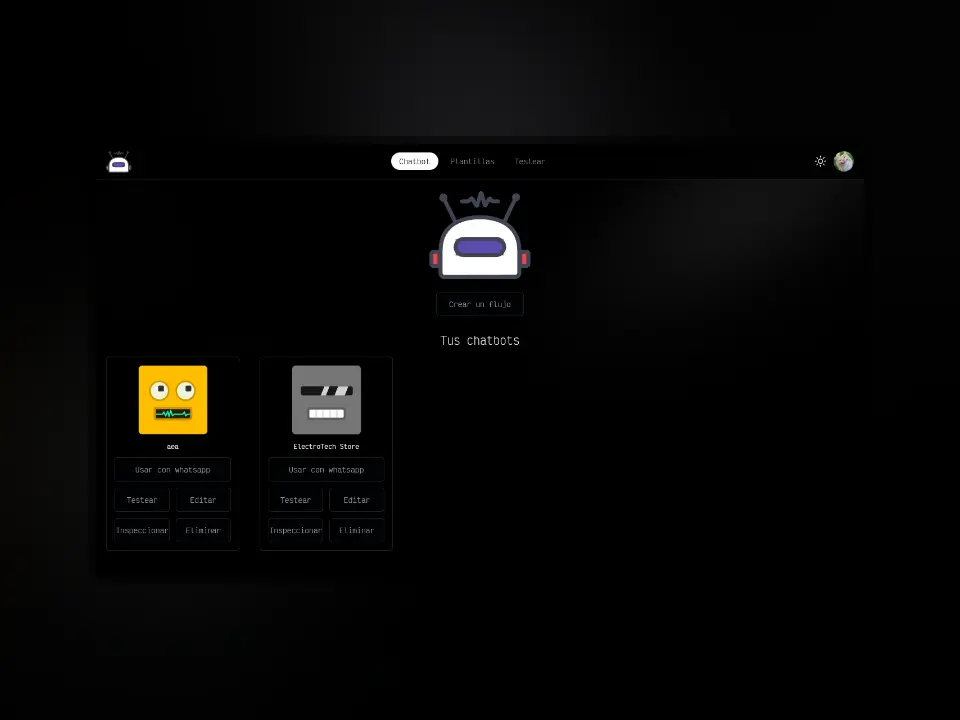 Chatbot Plantillas Testear
Crear un flujo
Tus chatbots
aea
ElectroTech Store
Usar con whatsapp
Usar con whatsapp
Testear Editar
Testear Editar
Inspeccionar Eliminar
Inspeccionar Eliminar